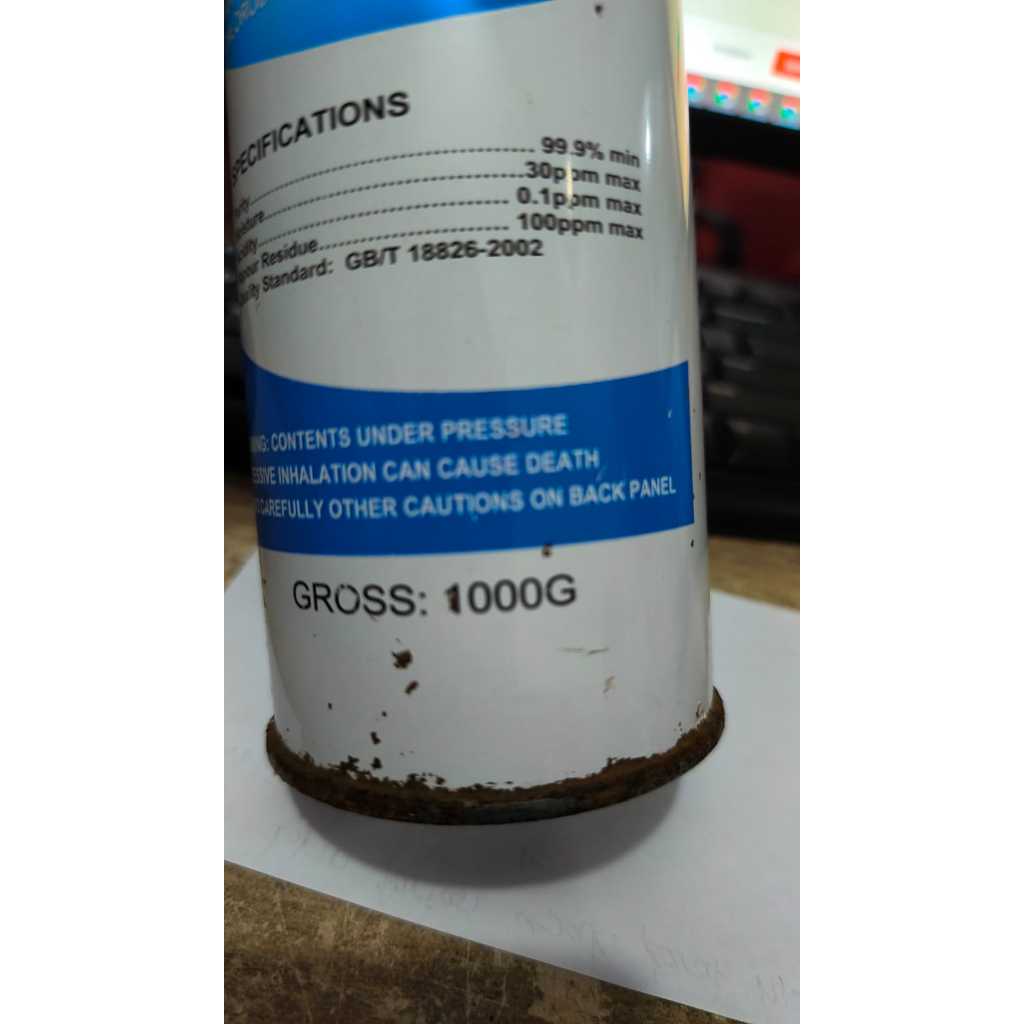 SPECIFICATIONS
99.9% min
30ppm max
0.1ppm max
Residue 100ppm max
Standard: GB/T 18826-2002
CONTENTS UNDER PRESSURE
INHALATION CAN CAUSE DEATH
CAREFULLY OTHER CAUTIONS ON BACK PANEL
GROSS: 1000G